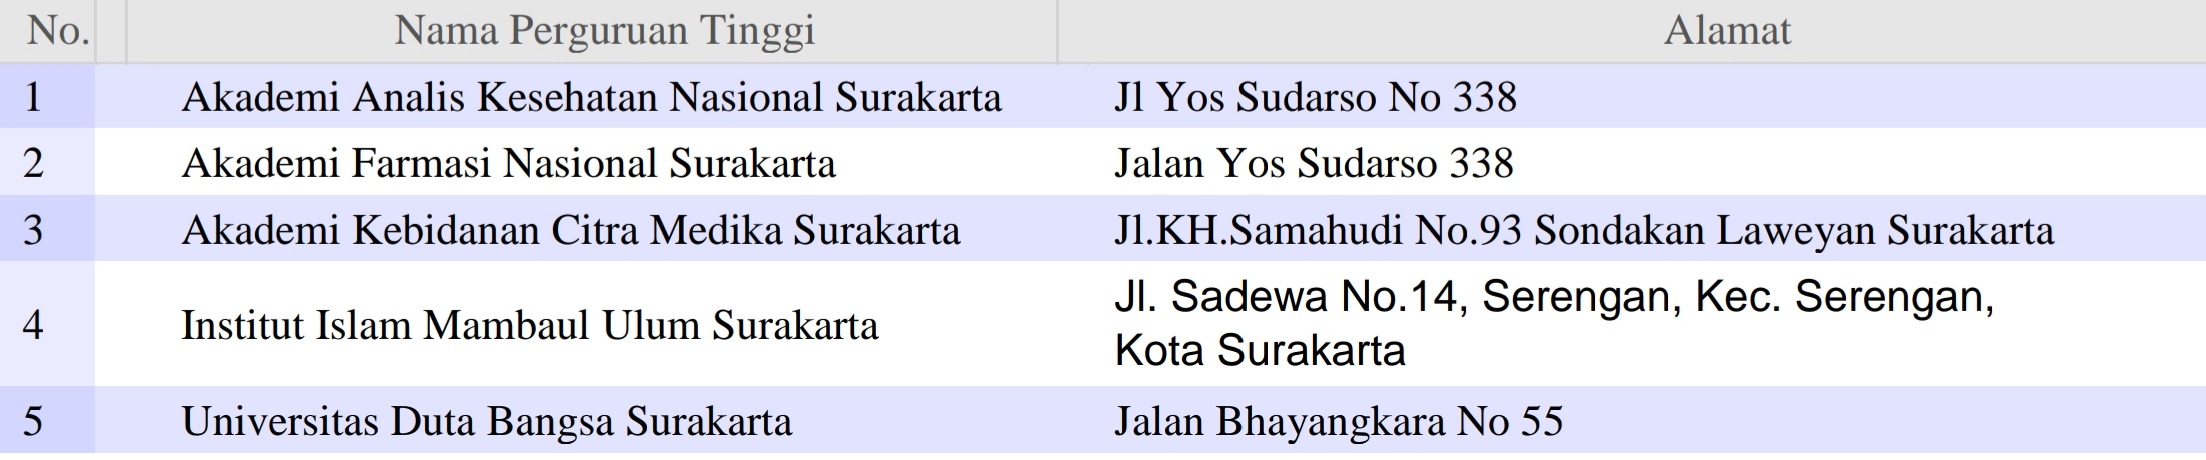 No. Nama Perguruan Tinggi Alamat
1 Akademi Analis Kesehatan Nasional Surakarta Jl Yos Sudarso No 338
2 Akademi Farmasi Nasional Surakarta Jalan Yos Sudarso 338
3 Akademi Kebidanan Citra Medika Surakarta Jl.KH.Samahudi No.93 Sondakan Laweyan Surakarta
4 Institut Islam Mambaul Ulum Surakarta Jl. Sadewa No.14, Serengan, Kec. Serengan,
Kota Surakarta
5 Universitas Duta Bangsa Surakarta Jalan Bhayangkara No 55